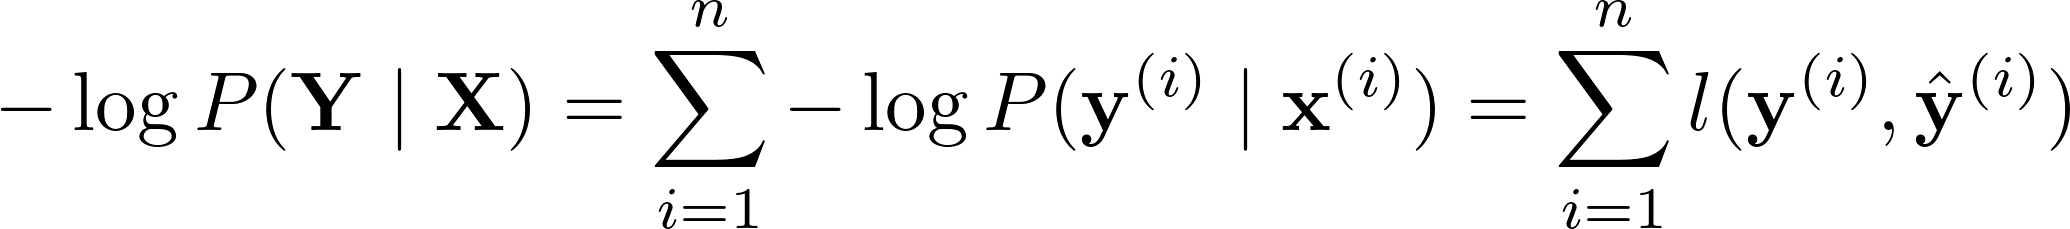 $-\log P(\mathbf{Y} \mid \mathbf{X}) = \sum_{i=1}^{n} -\log P(\mathbf{y}^{(i)} \mid \mathbf{x}^{(i)}) = \sum_{i=1}^{n} l(\mathbf{y}^{(i)}, \hat{\mathbf{y}}^{(i)})$